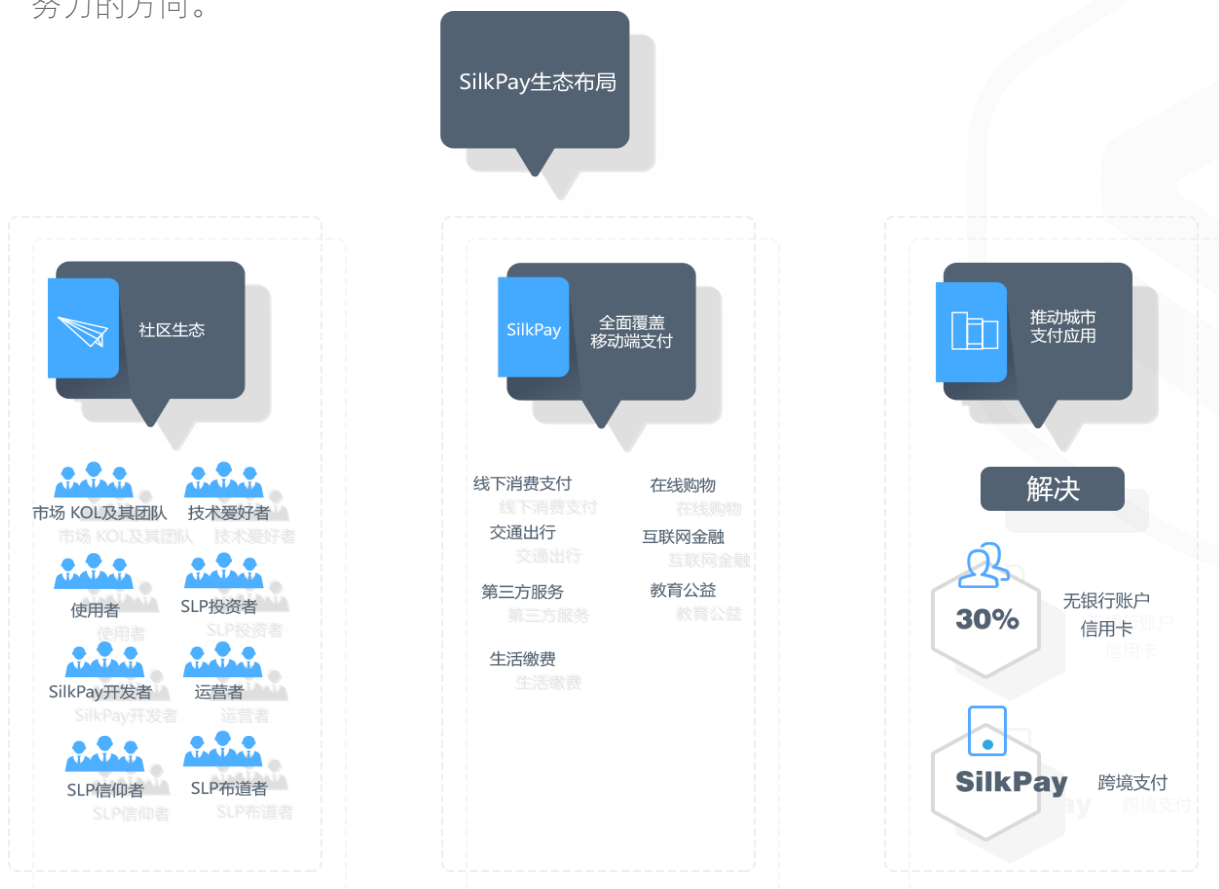 务力的方向。
SilkPay生态布局
社区生态
市场 KOL及其团队
技术爱好者
使用者
SLP投资者
SilkPay开发者
运营者
SLP信仰者
SLP布道者
SilkPay
全面覆盖
移动端支付
线下消费支付
在线购物
交通出行
互联网金融
第三方服务
教育公益
生活缴费
推动城市
支付应用
解决
30%
无银行账户
信用卡
SilkPay
跨境支付